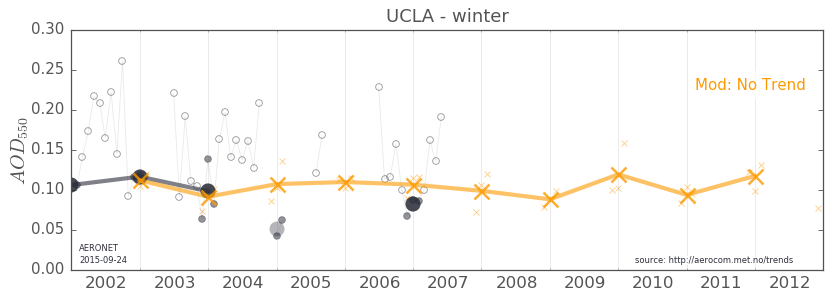 UCLA - winter
0.30
0.25
0.20
0.15
0.10
0.05
0.00
AOD550
Mod: No Trend
AERONET
2015-09-24
source: http://aerocom.met.no/trends
2002 2003 2004 2005 2006 2007 2008 2009 2010 2011 2012